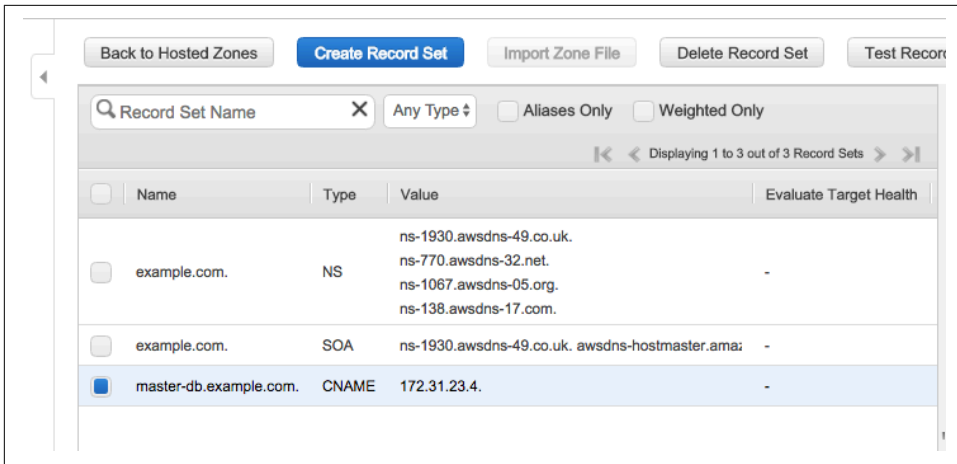 Back to Hosted Zones Create Record Set Import Zone File Delete Record Set Test Recor
Record Set Name Any Type Aliases Only Weighted Only
Displaying 1 to 3 out of 3 Record Sets
Name Type Value Evaluate Target Health
ns-1930.awsdns-49.co.uk.
ns-770.awsdns-32.net.
example.com. NS -
ns-1067.awsdns-05.org.
ns-138.awsdns-17.com.
example.com. SOA ns-1930.awsdns-49.co.uk. awsdns-hostmaster.amaz -
master-db.example.com. CNAME 172.31.23.4. -